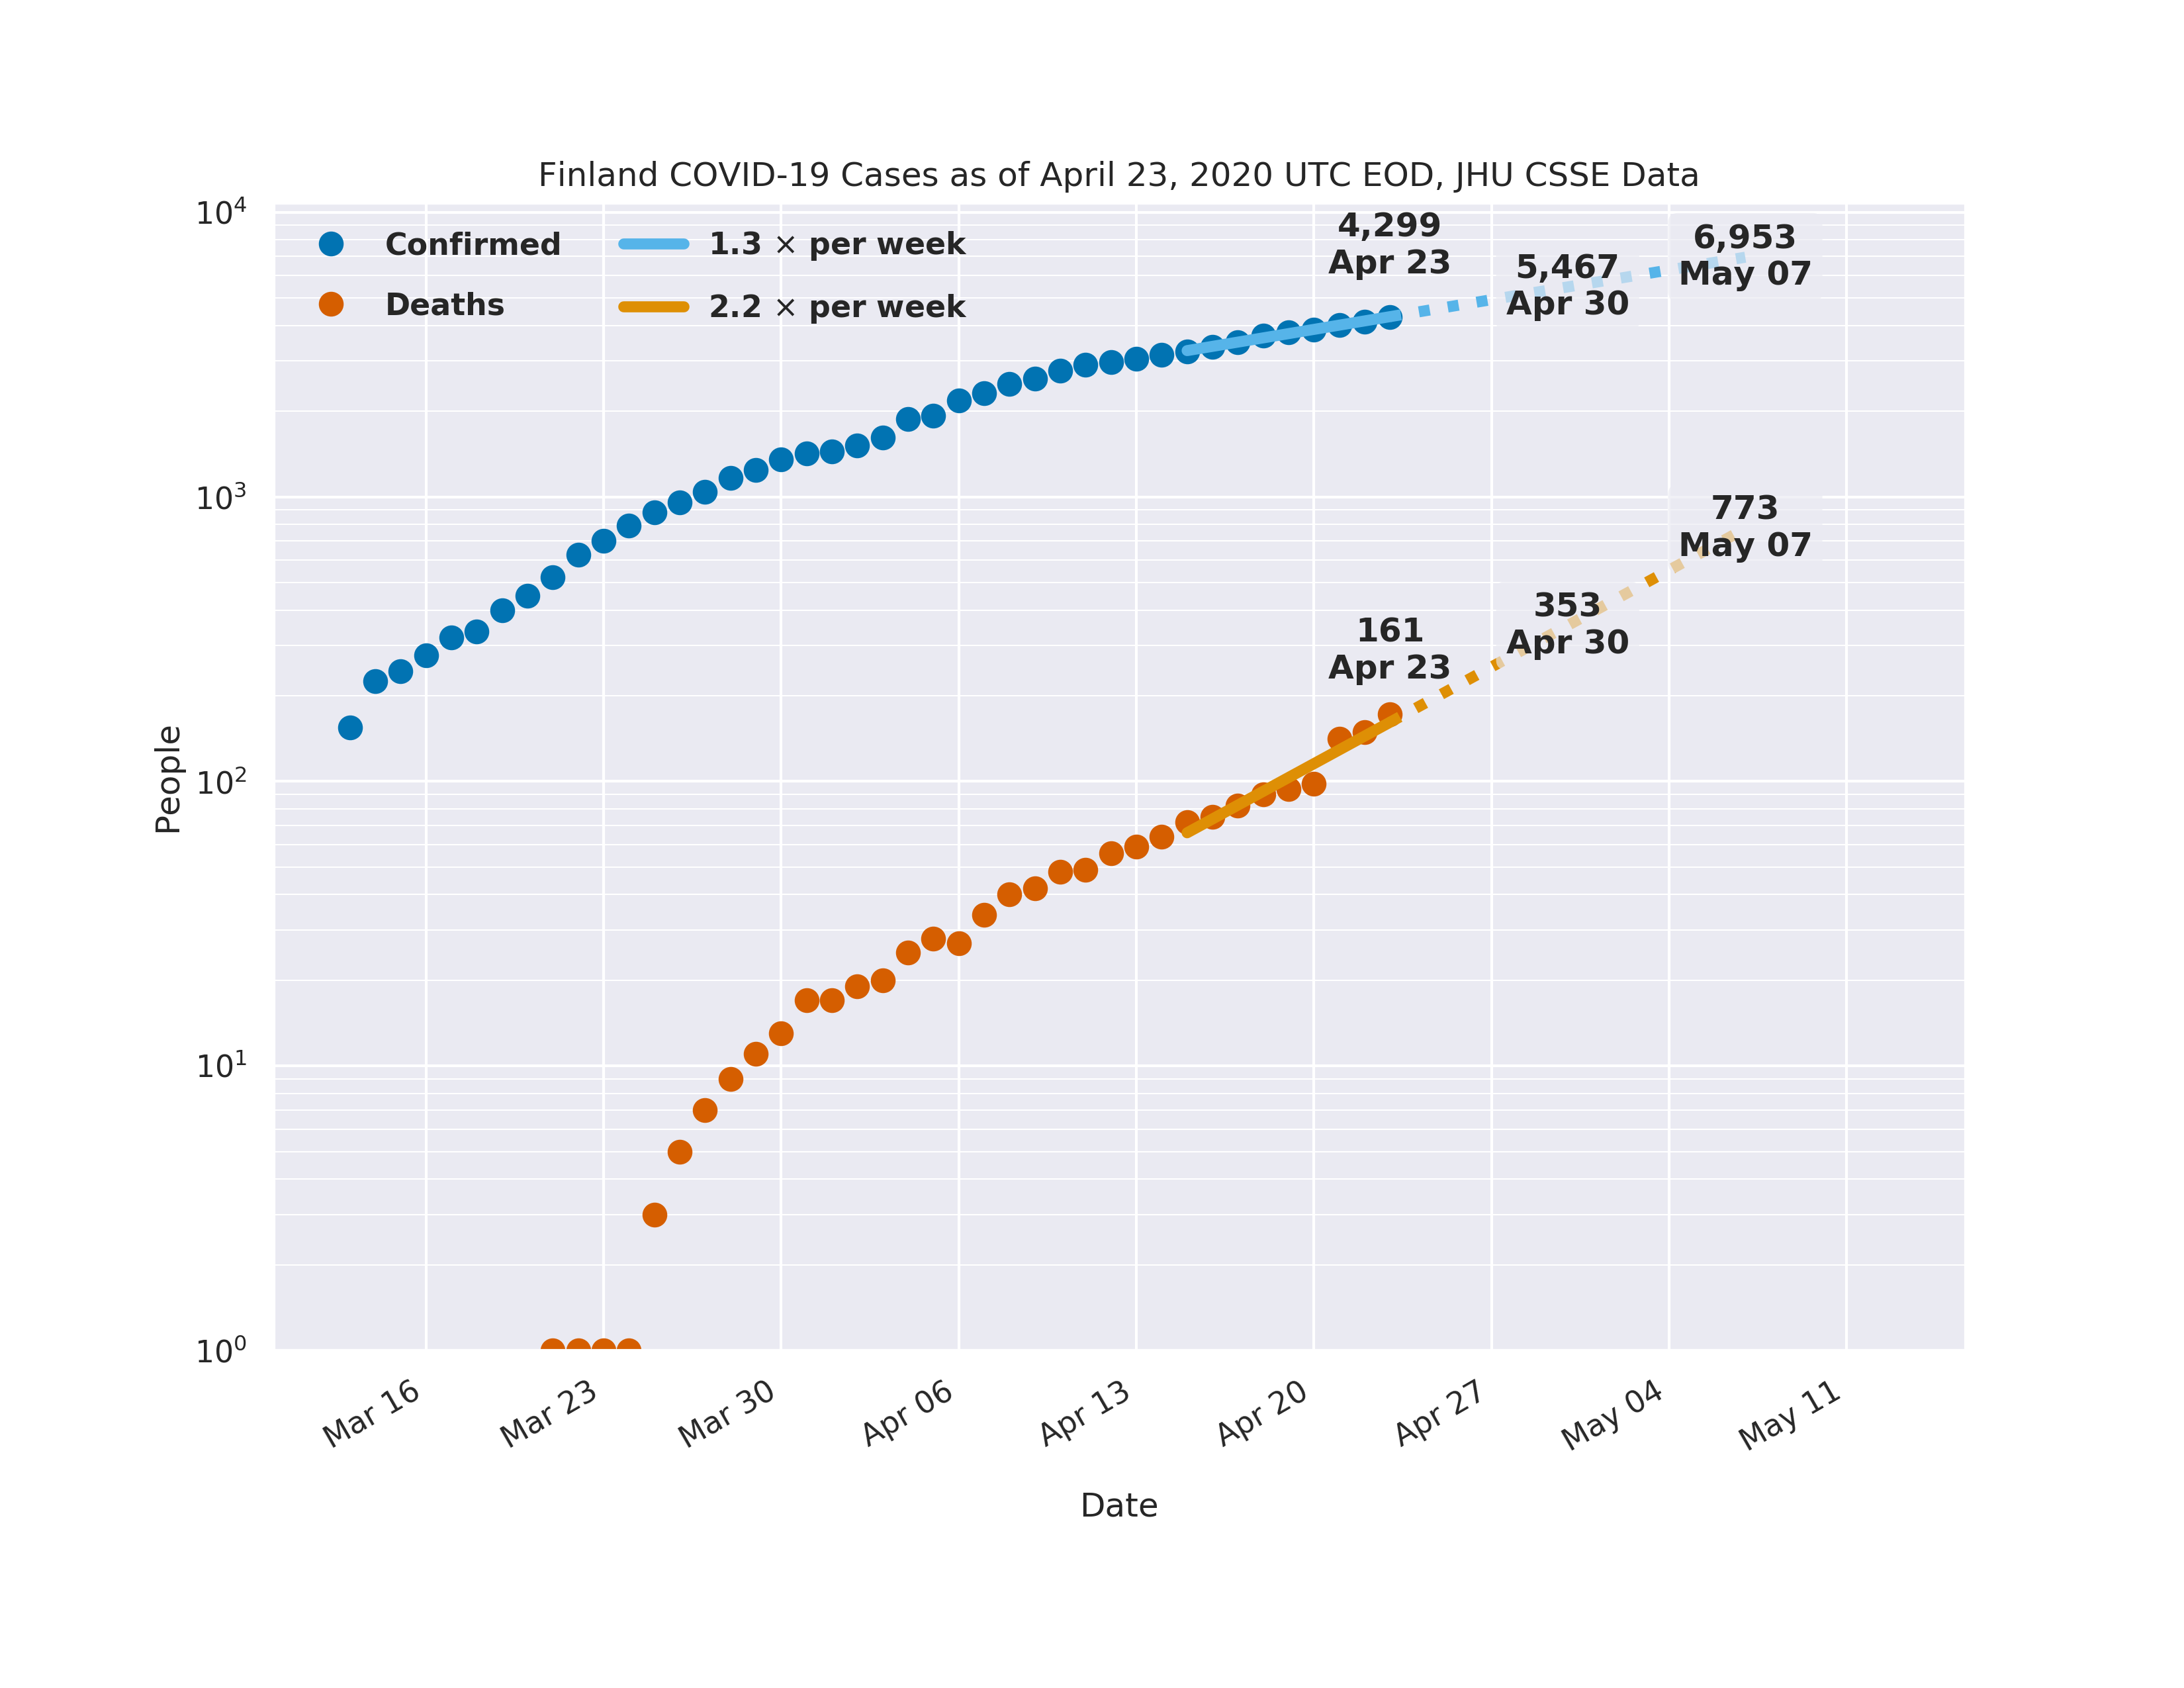 Finland COVID-19 Cases as of April 23, 2020 UTC EOD, JHU CSSE Data
Confirmed
Deaths
1.3 × per week
2.2 × per week
4,299
Apr 23
5,467
Apr 30
6,953
May 07
773
May 07
353
Apr 30
161
Apr 23
People
10⁴
10³
10²
10¹
10⁰
Mar 16
Mar 23
Mar 30
Apr 06
Apr 13
Apr 20
Apr 27
May 04
May 11
Date